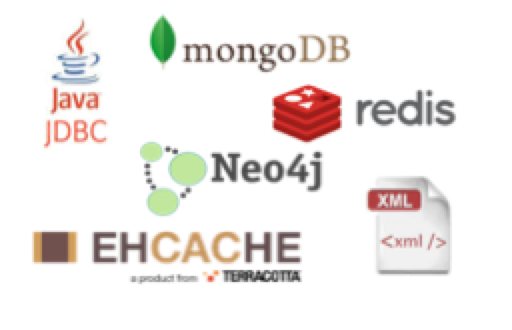 mongoDB
Java
JDBC
redis
Neo4j
XML
<xml />
EHCACHE
a product from TERRACOTTA